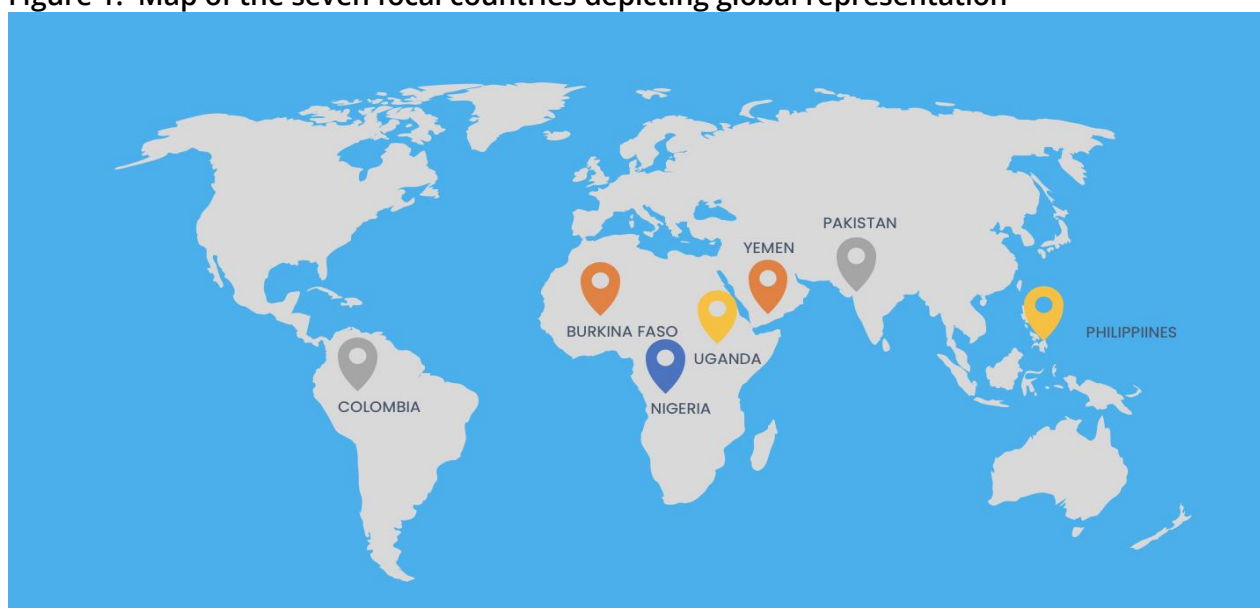 Figure 1. Map of the seven focal countries depicting global representation
PAKISTAN
YEMEN
BURKINA FASO
PHILIPPIINES
UGANDA
COLOMBIA
NIGERIA